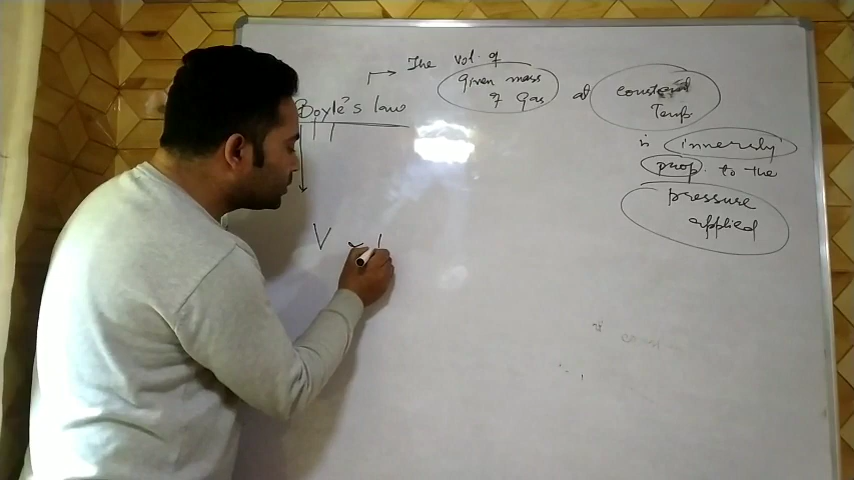 Boyle's law
The vol. of
given mass
of Gas
at
constant
Temp.
is inversely
prop. to the
pressure
applied
V ∝ 1
const